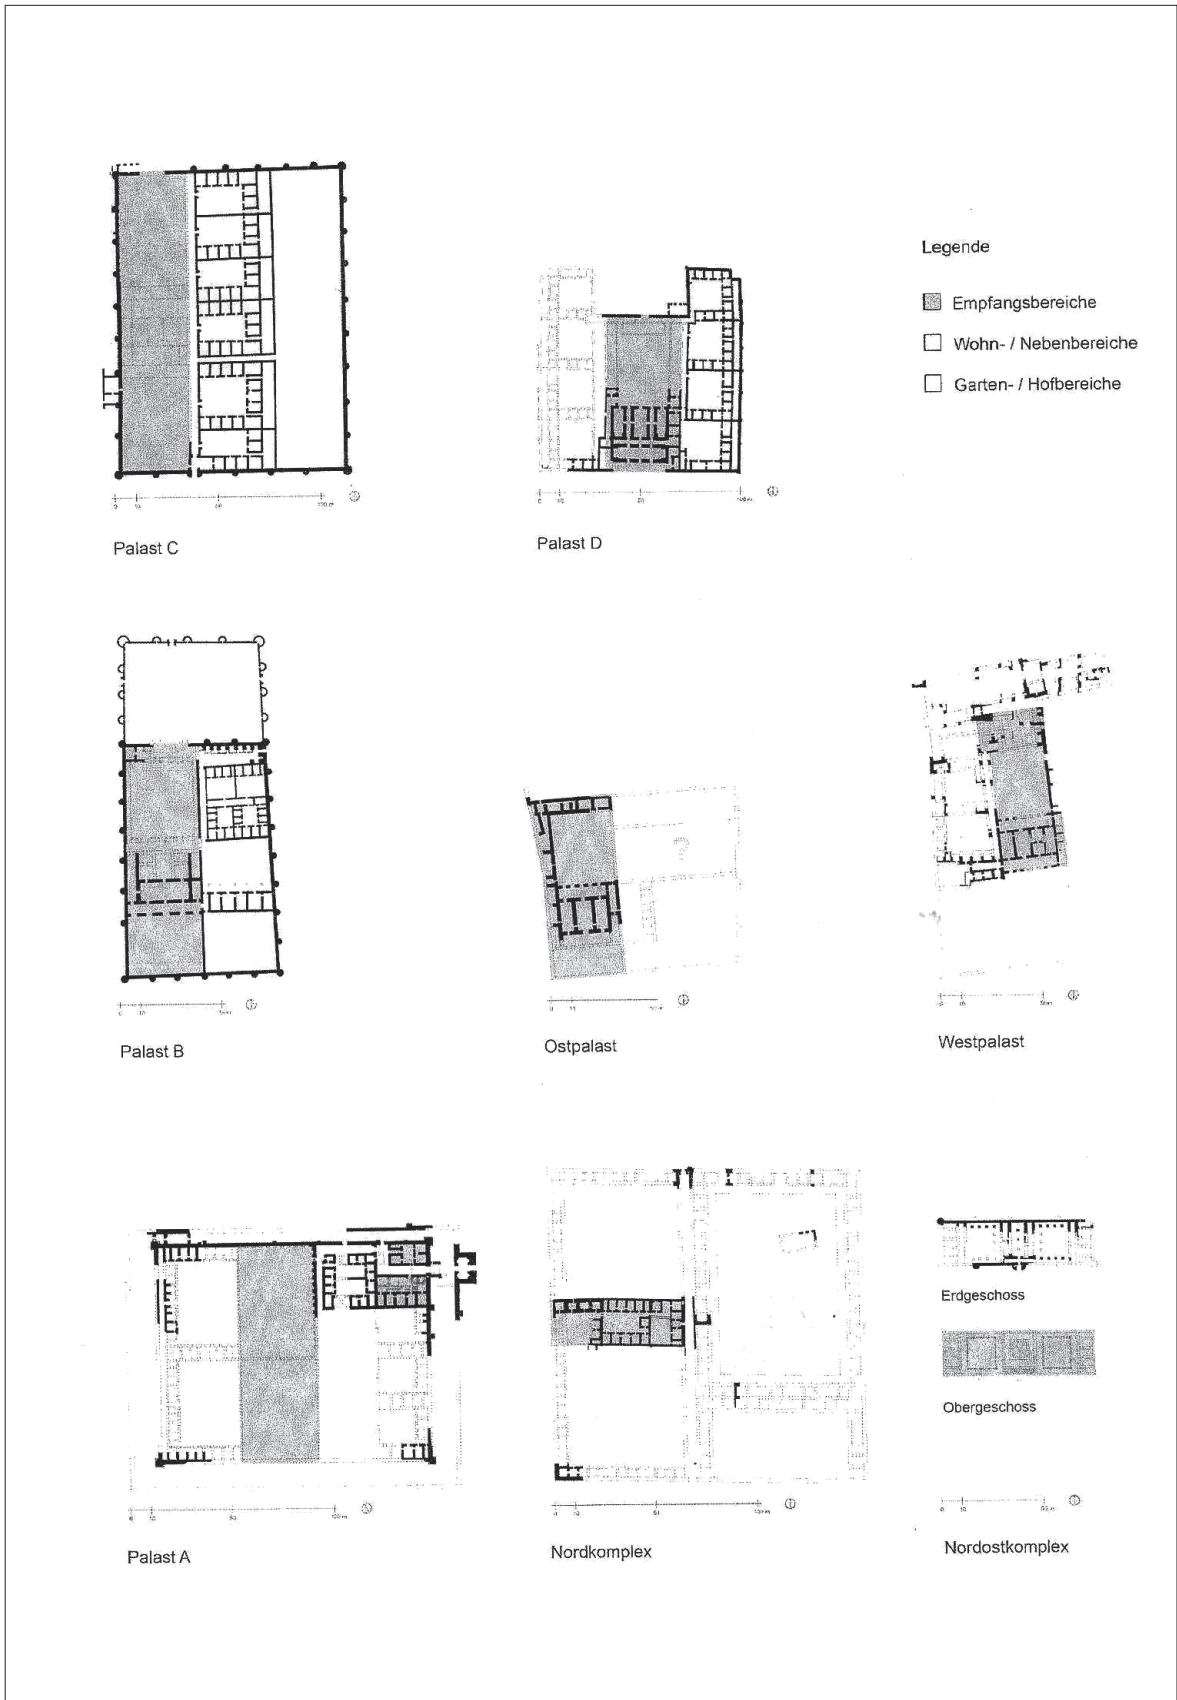 Legende
Empfangsbereiche
Wohn- / Nebenbereiche
Garten- / Hofbereiche
Palast C
Palast D
?
Palast B
Ostpalast
Westpalast
Erdgeschoss
Obergeschoss
Palast A
Nordkomplex
Nordostkomplex